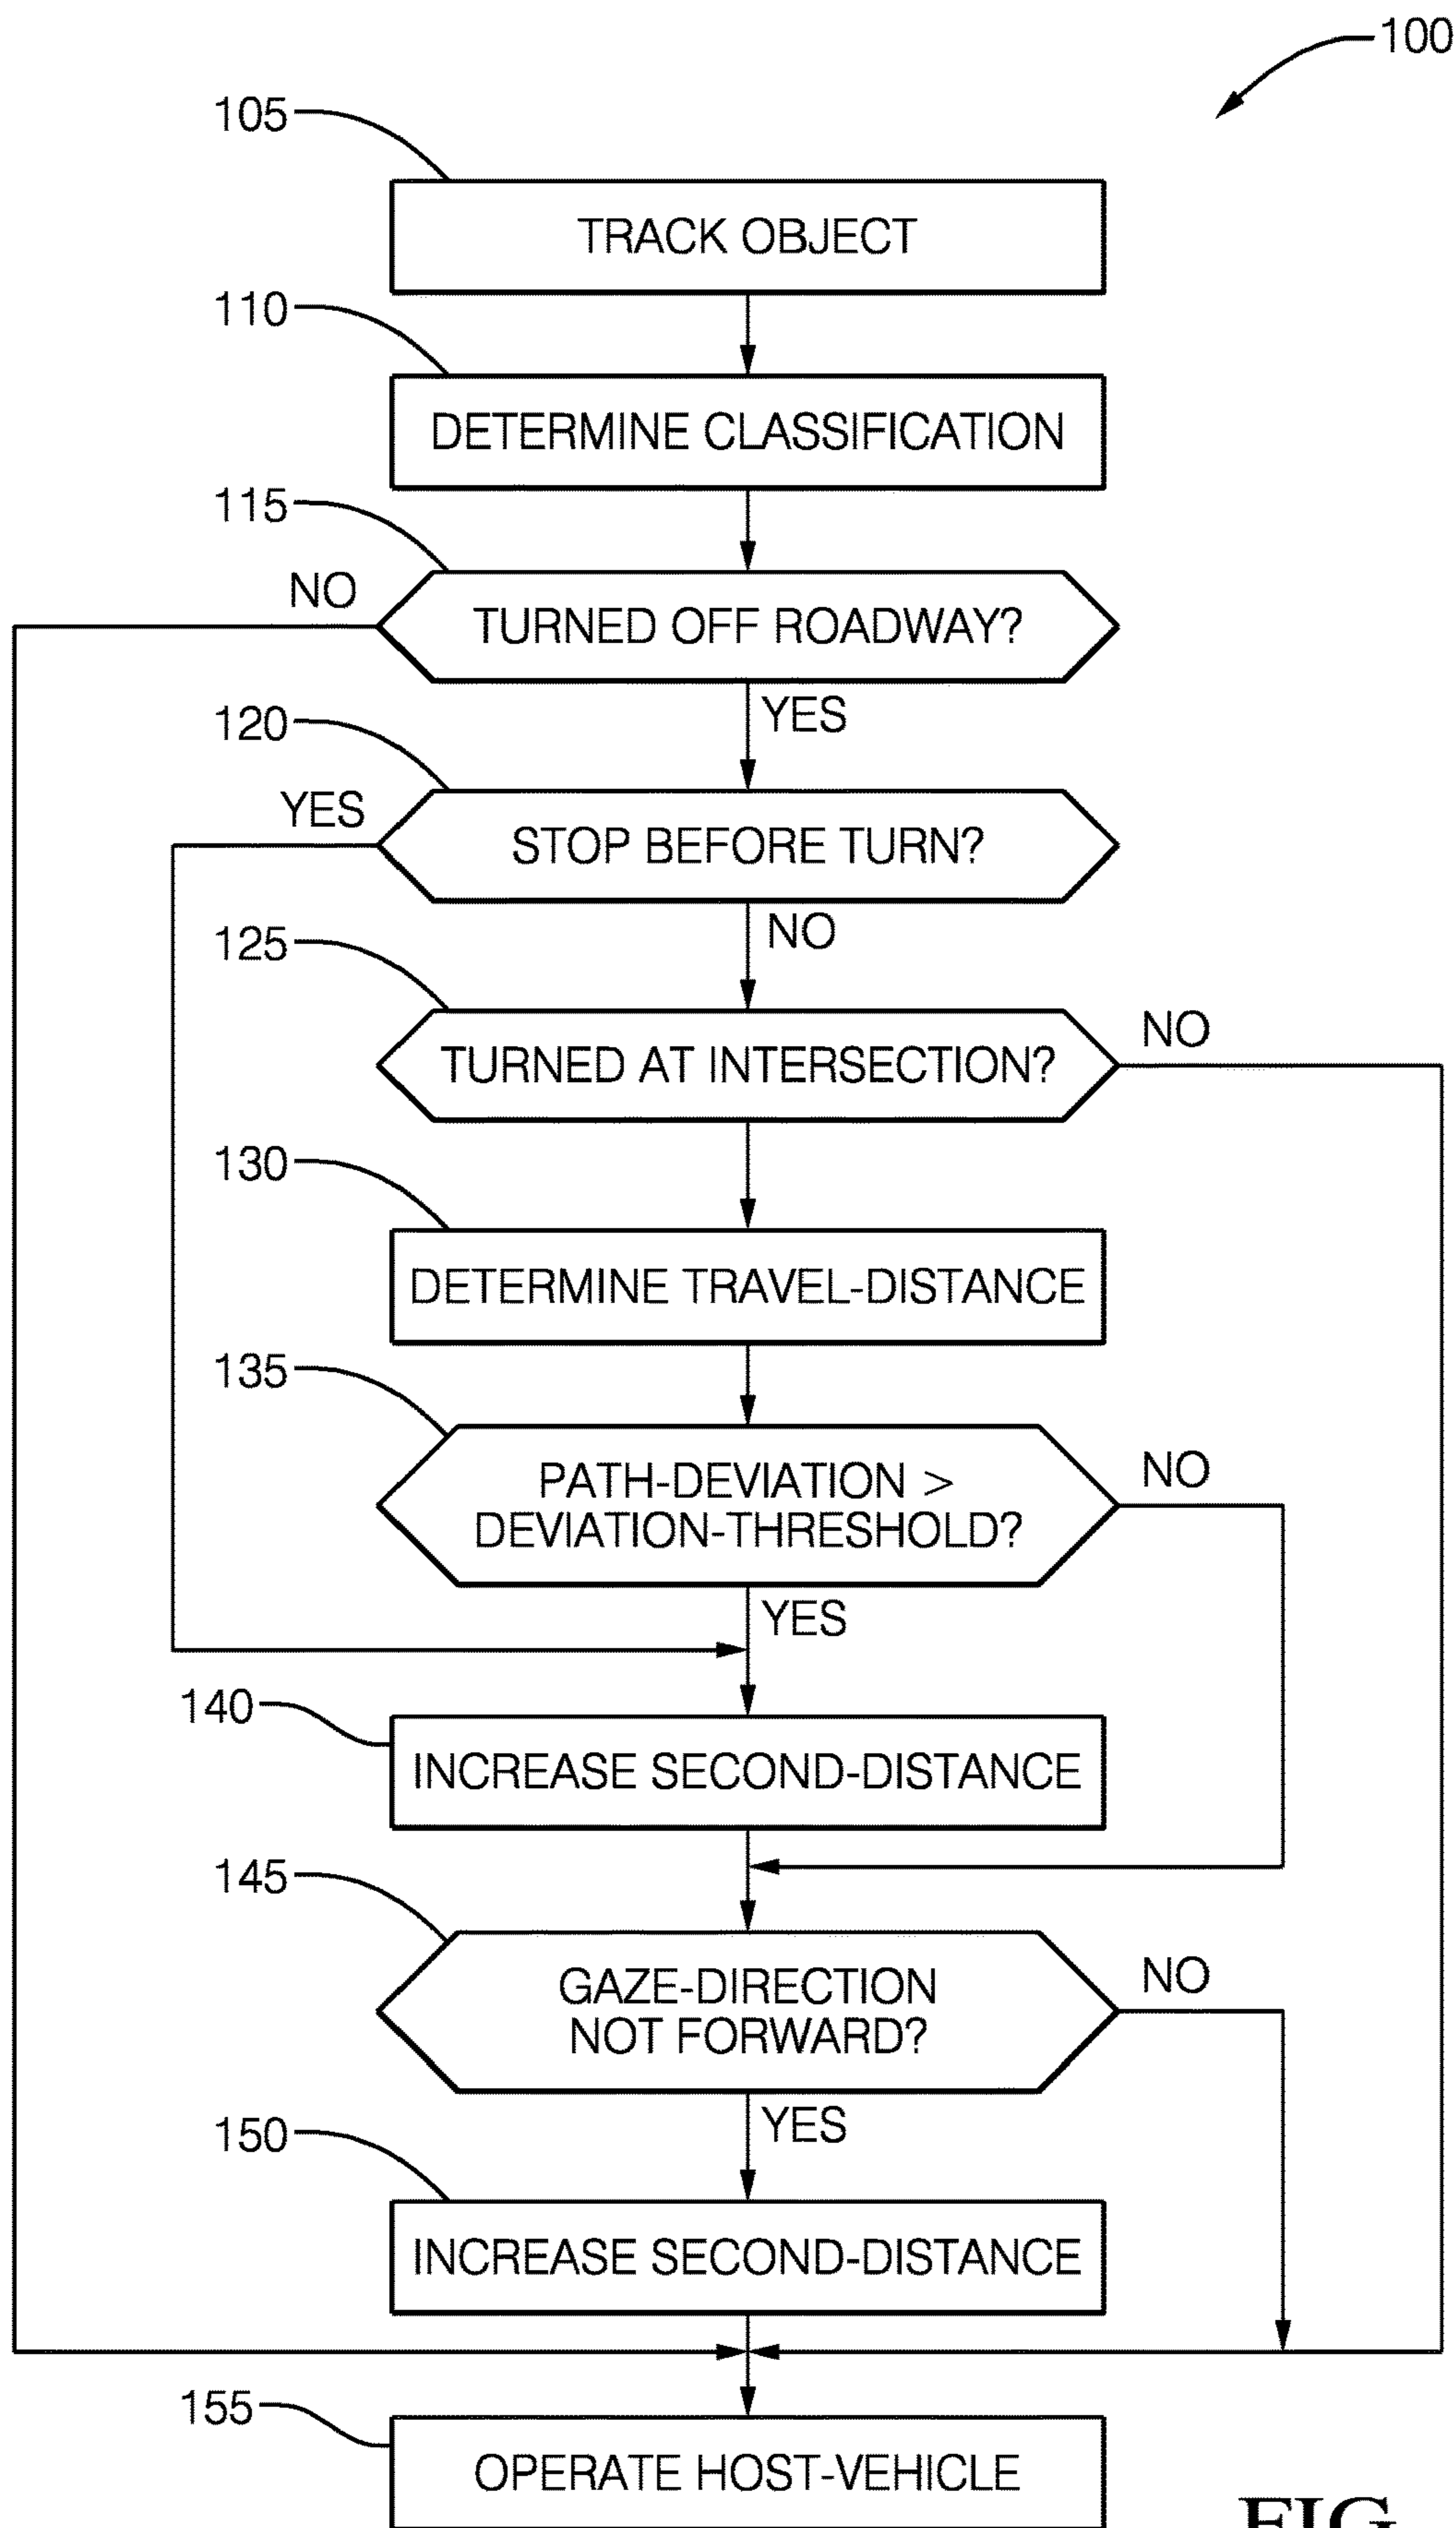 100
105
TRACK OBJECT
110
DETERMINE CLASSIFICATION
115
NO
TURNED OFF ROADWAY?
YES
120
YES
STOP BEFORE TURN?
NO
125
NO
TURNED AT INTERSECTION?
130
DETERMINE TRAVEL-DISTANCE
135
PATH-DEVIATION >
DEVIATION-THRESHOLD?
NO
YES
140
INCREASE SECOND-DISTANCE
145
GAZE-DIRECTION
NOT FORWARD?
NO
YES
150
INCREASE SECOND-DISTANCE
155
OPERATE HOST-VEHICLE
FIG